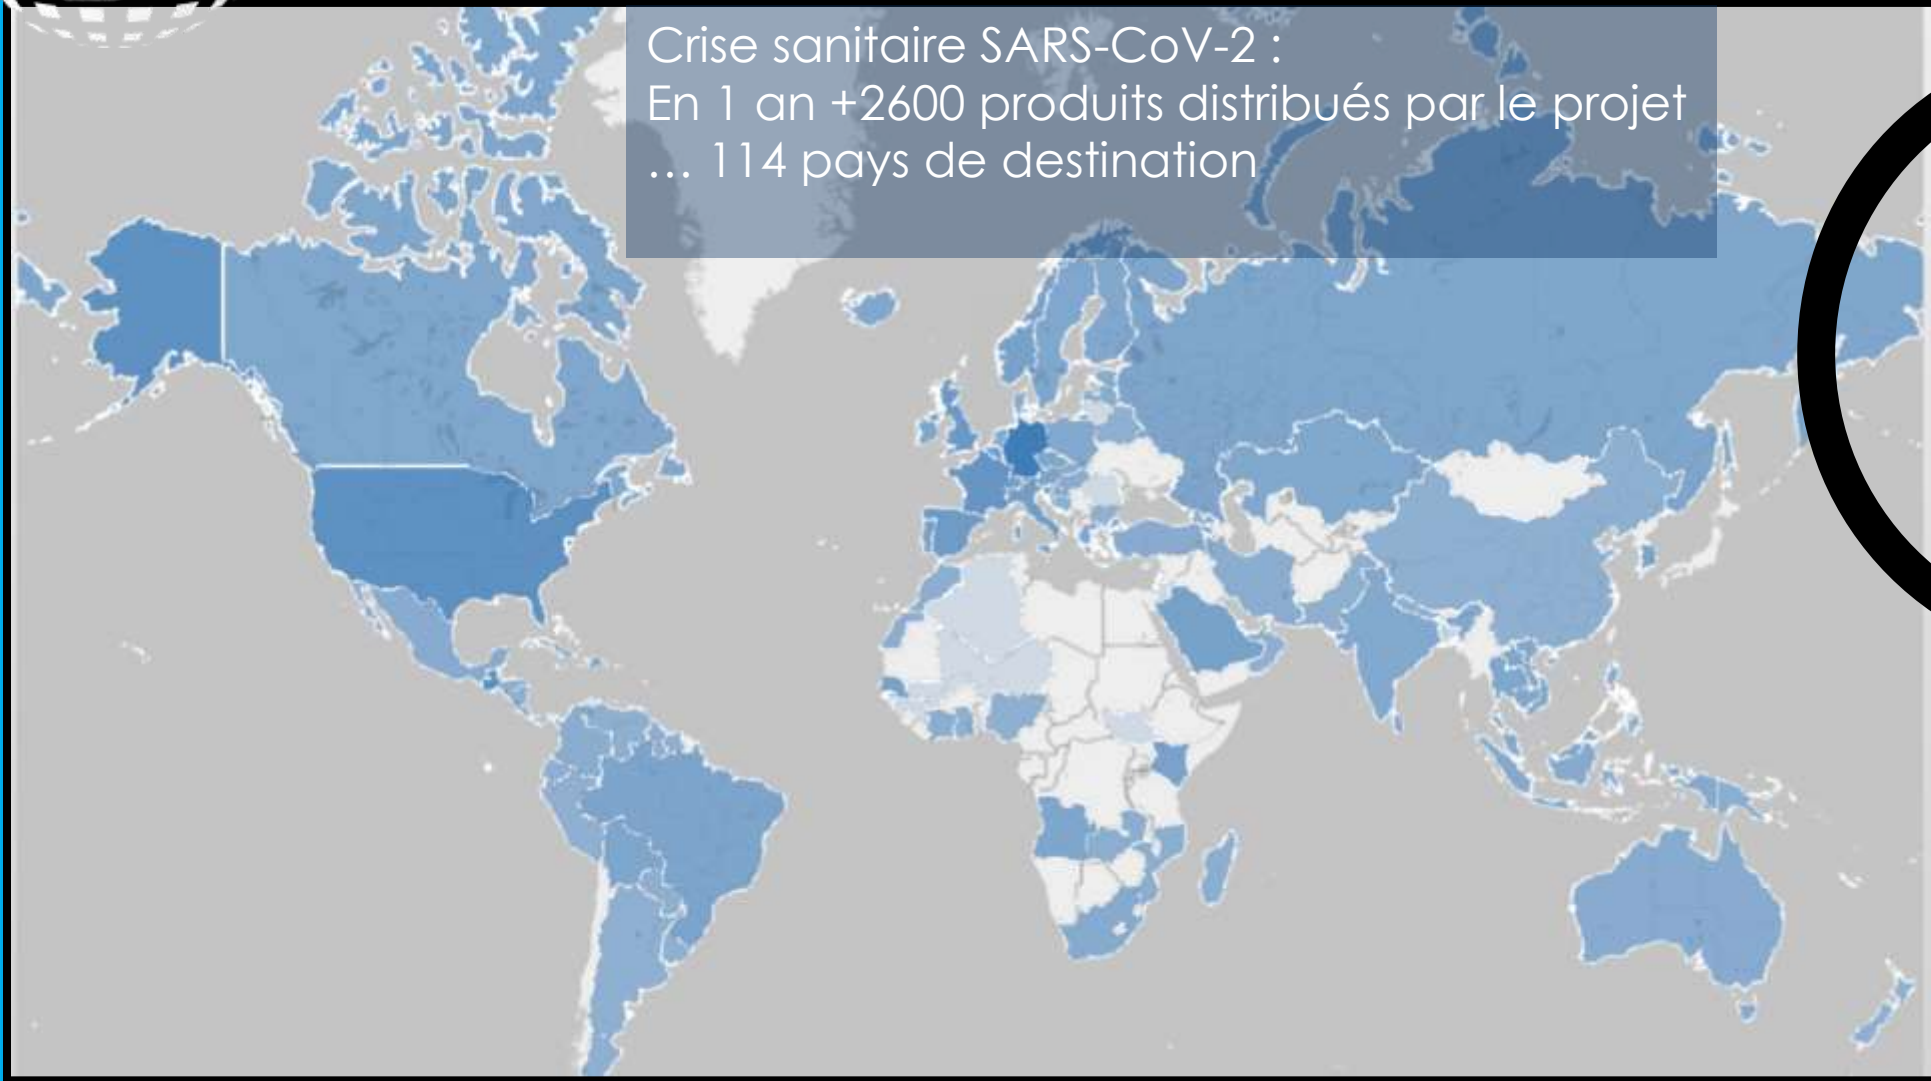 Crise sanitaire SARS-CoV-2 :
En 1 an +2600 produits distribués par le projet
… 114 pays de destination